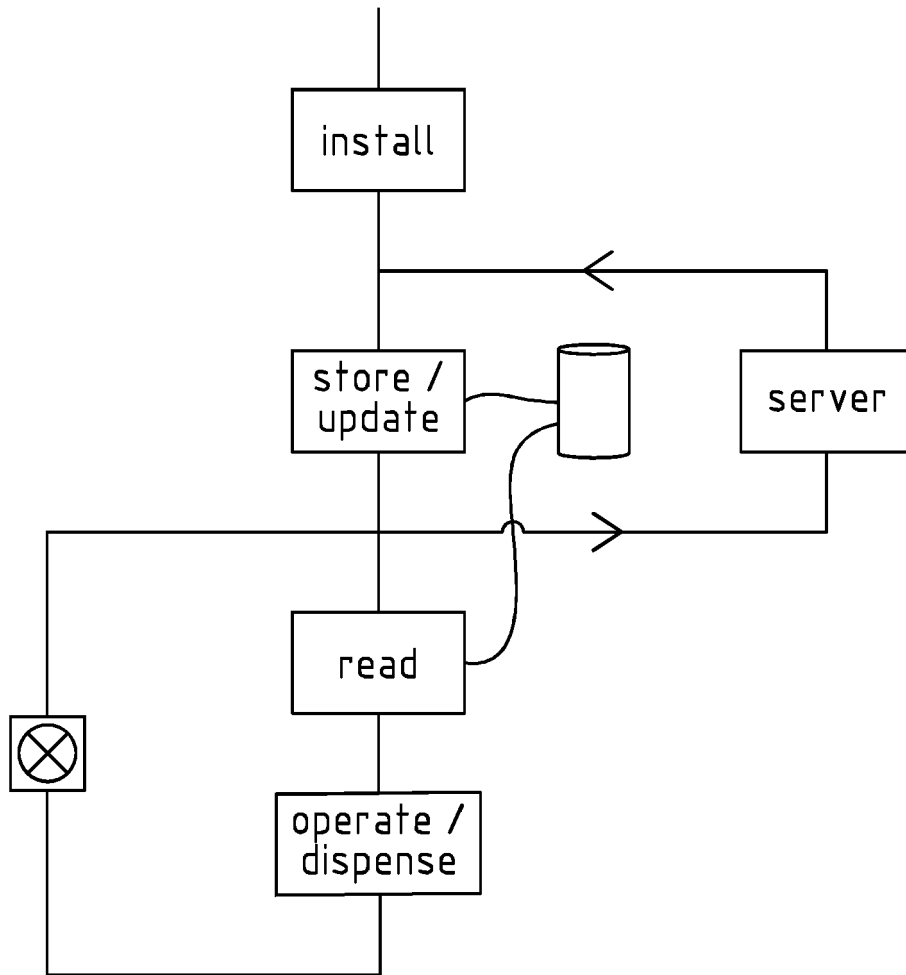 install
store /
update
server
read
operate /
dispense